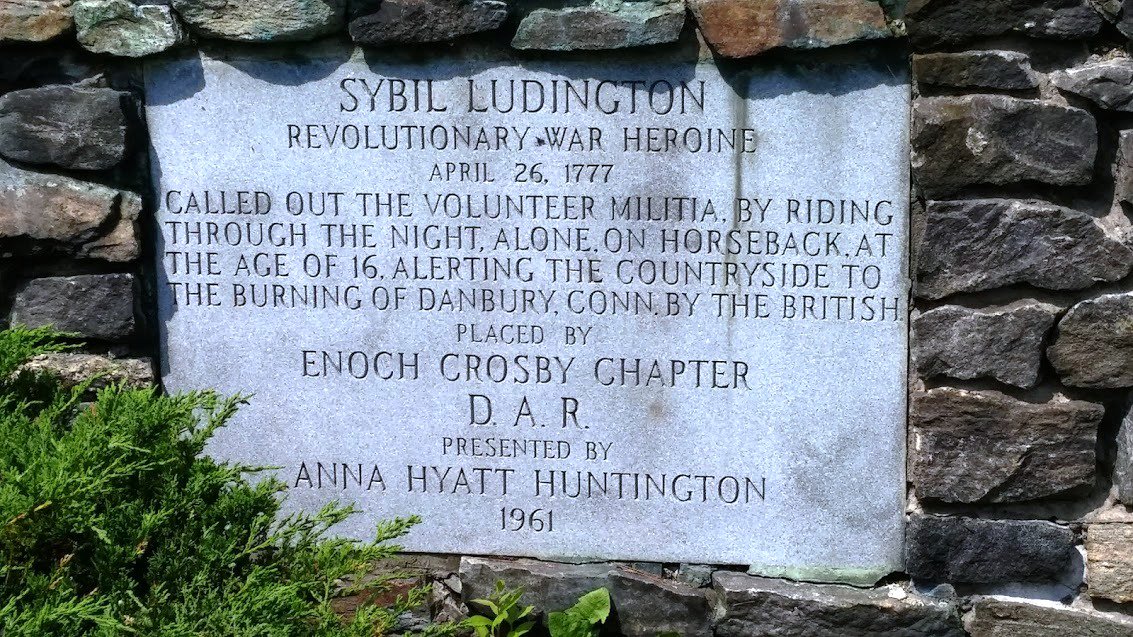 SYBIL LUDINGTON
REVOLUTIONARY WAR HEROINE
APRIL 26, 1777
CALLED OUT THE VOLUNTEER MILITIA, BY RIDING
THROUGH THE NIGHT, ALONE, ON HORSEBACK, AT
THE AGE OF 16, ALERTING THE COUNTRYSIDE TO
THE BURNING OF DANBURY, CONN. BY THE BRITISH
PLACED BY
ENOCH CROSBY CHAPTER
D. A. R.
PRESENTED BY
ANNA HYATT HUNTINGTON
1961